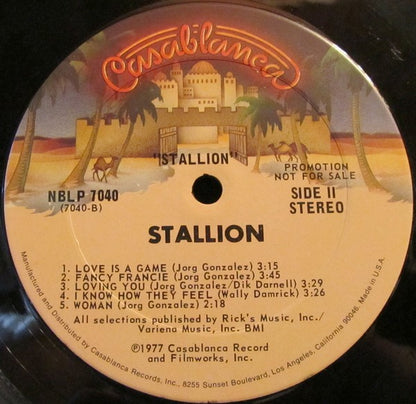 Casablanca
"STALLION"
NBLP 7040
(7040-B)
PROMOTION
NOT FOR SALE
SIDE II
STEREO
STALLION
1. LOVE IS A GAME (Jorg Gonzalez) 3:15
2. FANCY FRANCIE (Jorg Gonzalez) 3:45
3. LOVING YOU (Jorg Gonzalez/Dik Darnell) 3:29
4. I KNOW HOW THEY FEEL (Wally Damrick) 3:26
5. WOMAN (Jorg Gonzalez) 2:18
All selections published by Rick's Music, Inc./
Variena Music, Inc. BMI
℗1977 Casablanca Record
and Filmworks, Inc.
Manufactured and Distributed by Casablanca Records, Inc., 8255 Sunset Boulevard, Los Angeles, California 90046. Made in U.S.A.